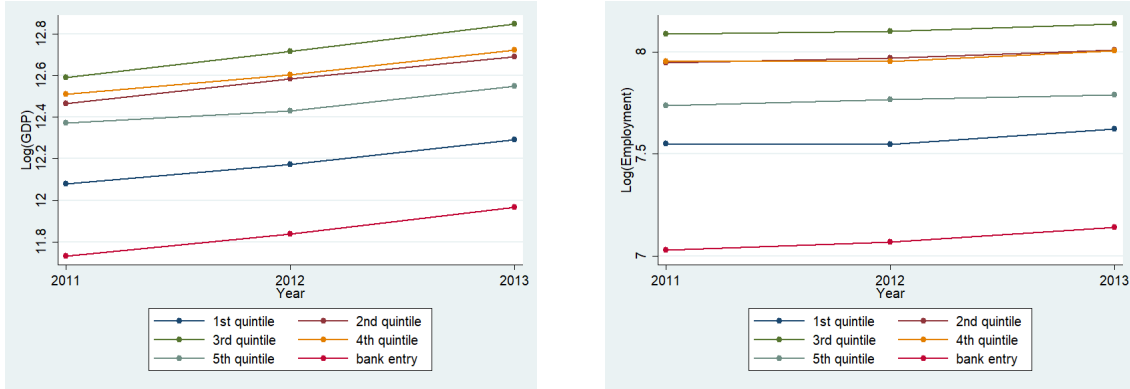 Log(GDP)
12.8
12.6
12.4
12.2
12
11.8
2011 2012 2013
Year
1st quintile 2nd quintile
3rd quintile 4th quintile
5th quintile bank entry
Log(Employment)
8
7.5
7
2011 2012 2013
Year
1st quintile 2nd quintile
3rd quintile 4th quintile
5th quintile bank entry